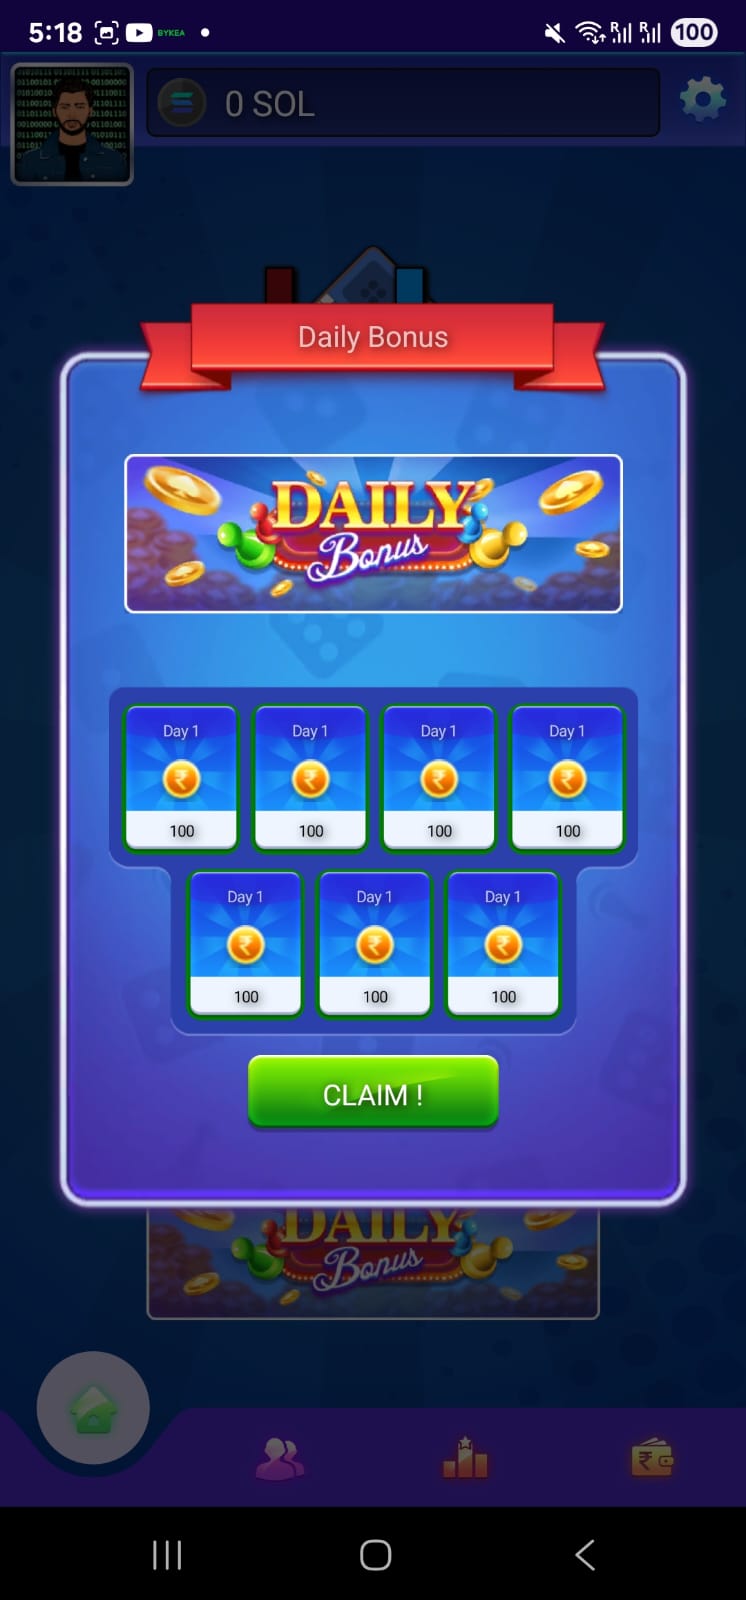 5:18 BYKEA R R 100
0 SOL
Daily Bonus
DAILY
Bonus
Day 1 Day 1 Day 1 Day 1
₹ ₹ ₹ ₹
100 100 100 100
Day 1 Day 1 Day 1
₹ ₹ ₹
100 100 100
CLAIM !
DAILY
Bonus
₹